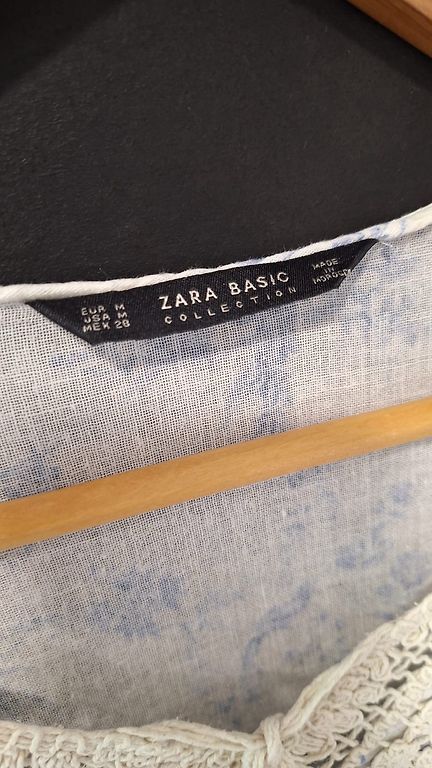 EUR M
USA M
MEX 28
ZARA BASIC
COLLECTION
MADE
IN
MOROCCO